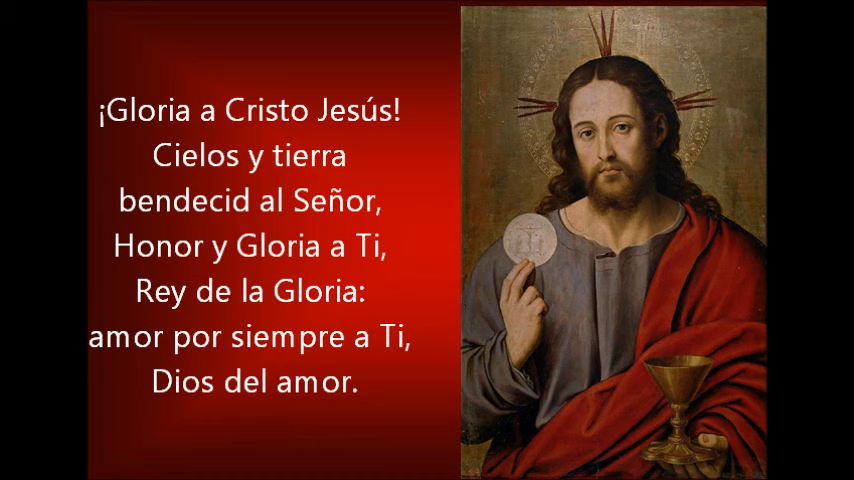 ¡Gloria a Cristo Jesús!
Cielos y tierra
bendecid al Señor,
Honor y Gloria a Ti,
Rey de la Gloria:
amor por siempre a Ti,
Dios del amor.